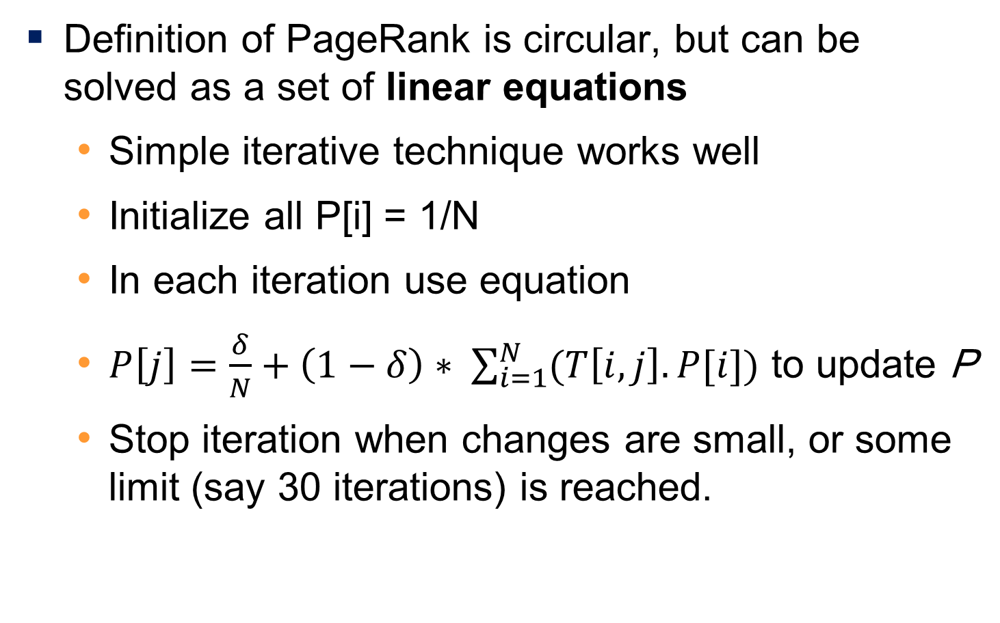 ▪ Definition of PageRank is circular, but can be
solved as a set of linear equations
• Simple iterative technique works well
• Initialize all P[i] = 1/N
• In each iteration use equation
• P[j] = δ/N + (1 − δ) ∗ ∑_{i=1}^{N}(T[i,j]. P[i]) to update P
• Stop iteration when changes are small, or some
limit (say 30 iterations) is reached.